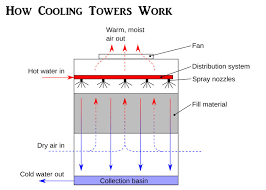 How Cooling Towers Work
Warm, moist
air out
Fan
Hot water in
Distribution system
Spray nozzles
Fill material
Dry air in
Cold water out
Collection basin